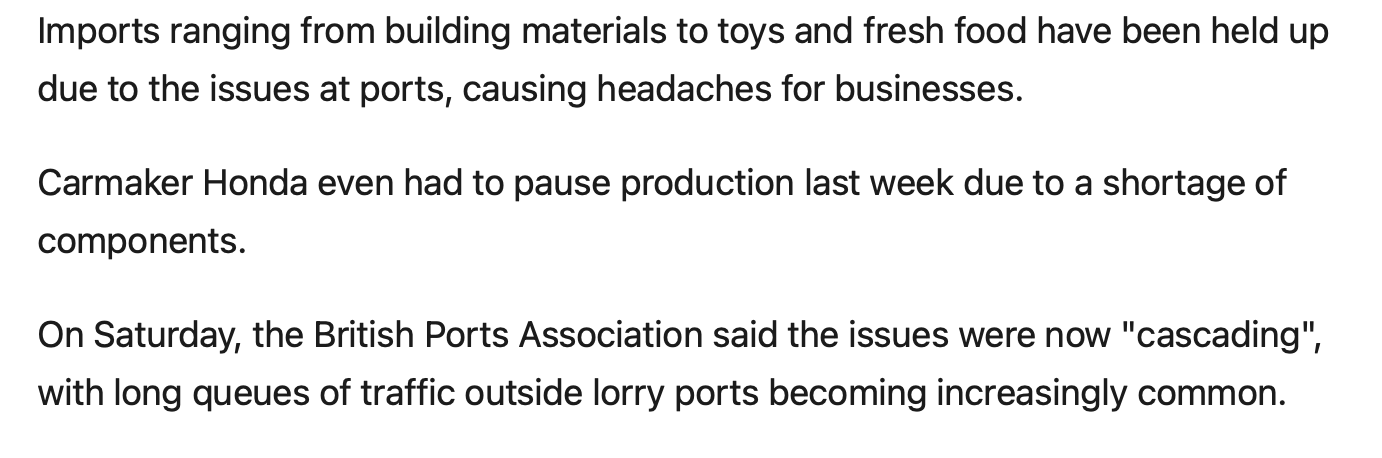 Imports ranging from building materials to toys and fresh food have been held up
due to the issues at ports, causing headaches for businesses.
Carmaker Honda even had to pause production last week due to a shortage of
components.
On Saturday, the British Ports Association said the issues were now "cascading",
with long queues of traffic outside lorry ports becoming increasingly common.